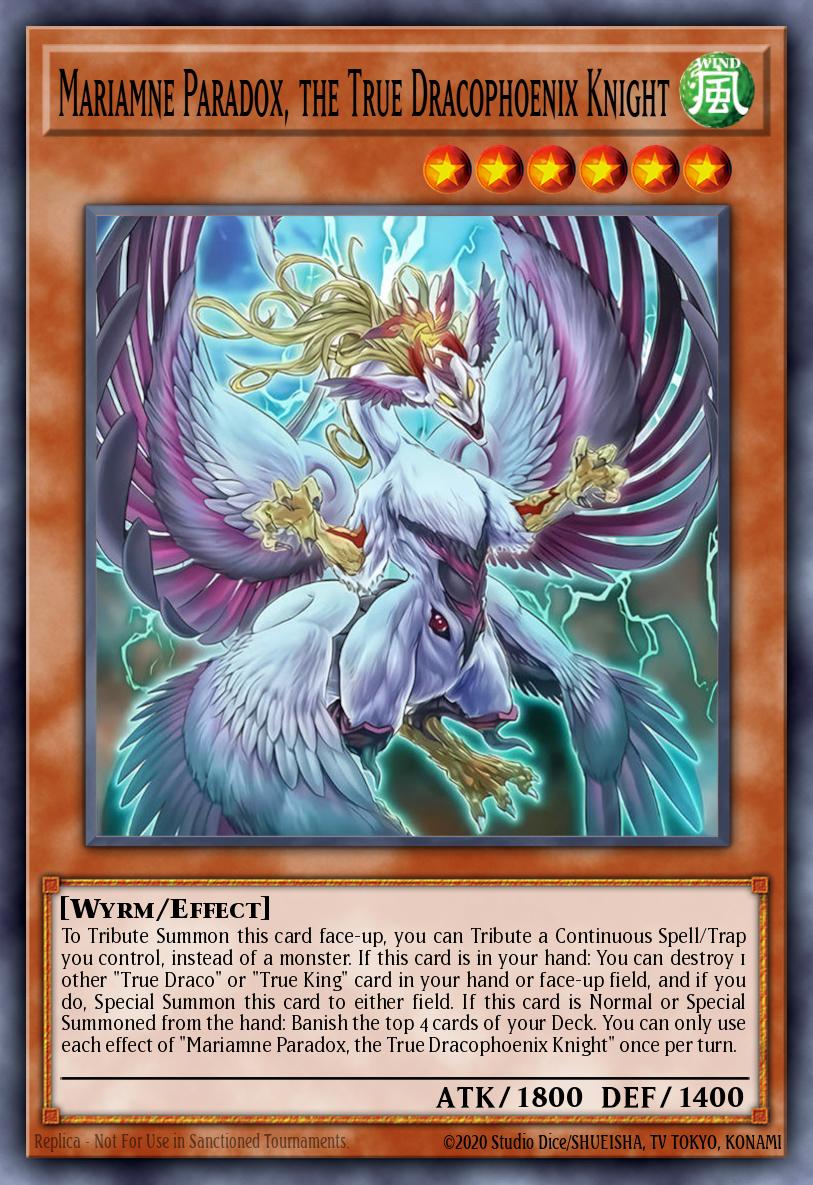 Mariamne Paradox, the True Dracophoenix Knight
WIND
風
[Wyrm/Effect]
To Tribute Summon this card face-up, you can Tribute a Continuous Spell/Trap
you control, instead of a monster. If this card is in your hand: You can destroy 1
other "True Draco" or "True King" card in your hand or face-up field, and if you
do, Special Summon this card to either field. If this card is Normal or Special
Summoned from the hand: Banish the top 4 cards of your Deck. You can only use
each effect of "Mariamne Paradox, the True Dracophoenix Knight" once per turn.
ATK/1800 DEF/1400
Replica - Not For Use in Sanctioned Tournaments.
©2020 Studio Dice/SHUEISHA, TV TOKYO, KONAMI